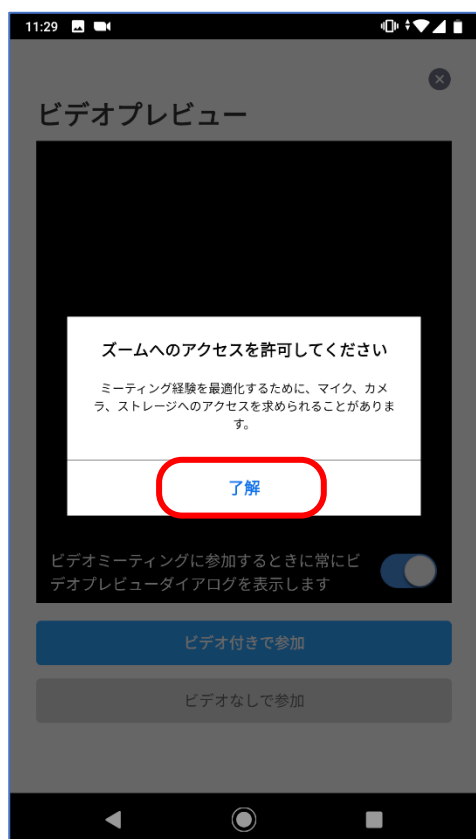 11:29
ビデオプレビュー
ズームへのアクセスを許可してください
ミーティング経験を最適化するために、マイク、カメ
ラ、ストレージへのアクセスを求められることがありま
す。
了解
ビデオミーティングに参加するときに常にビ
デオプレビューダイアログを表示します
ビデオ付きで参加
ビデオなしで参加